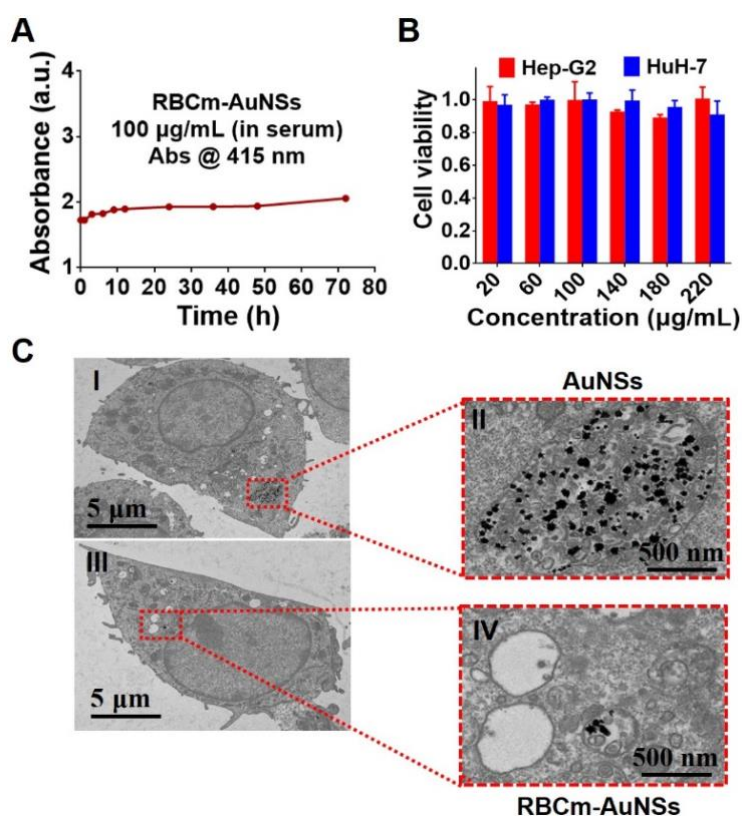 A
Absorbance (a.u.)
4
3
2
1
RBCm-AuNSs
100 µg/mL (in serum)
Abs @ 415 nm
0 10 20 30 40 50 60 70 80
Time (h)
B
Hep-G2 HuH-7
Cell viability
1.0
0.8
0.6
0.4
0.2
0.0
20 60 100 140 180 220
Concentration (µg/mL)
C
I
5 µm
AuNSs
II
500 nm
III
5 µm
IV
500 nm
RBCm-AuNSs